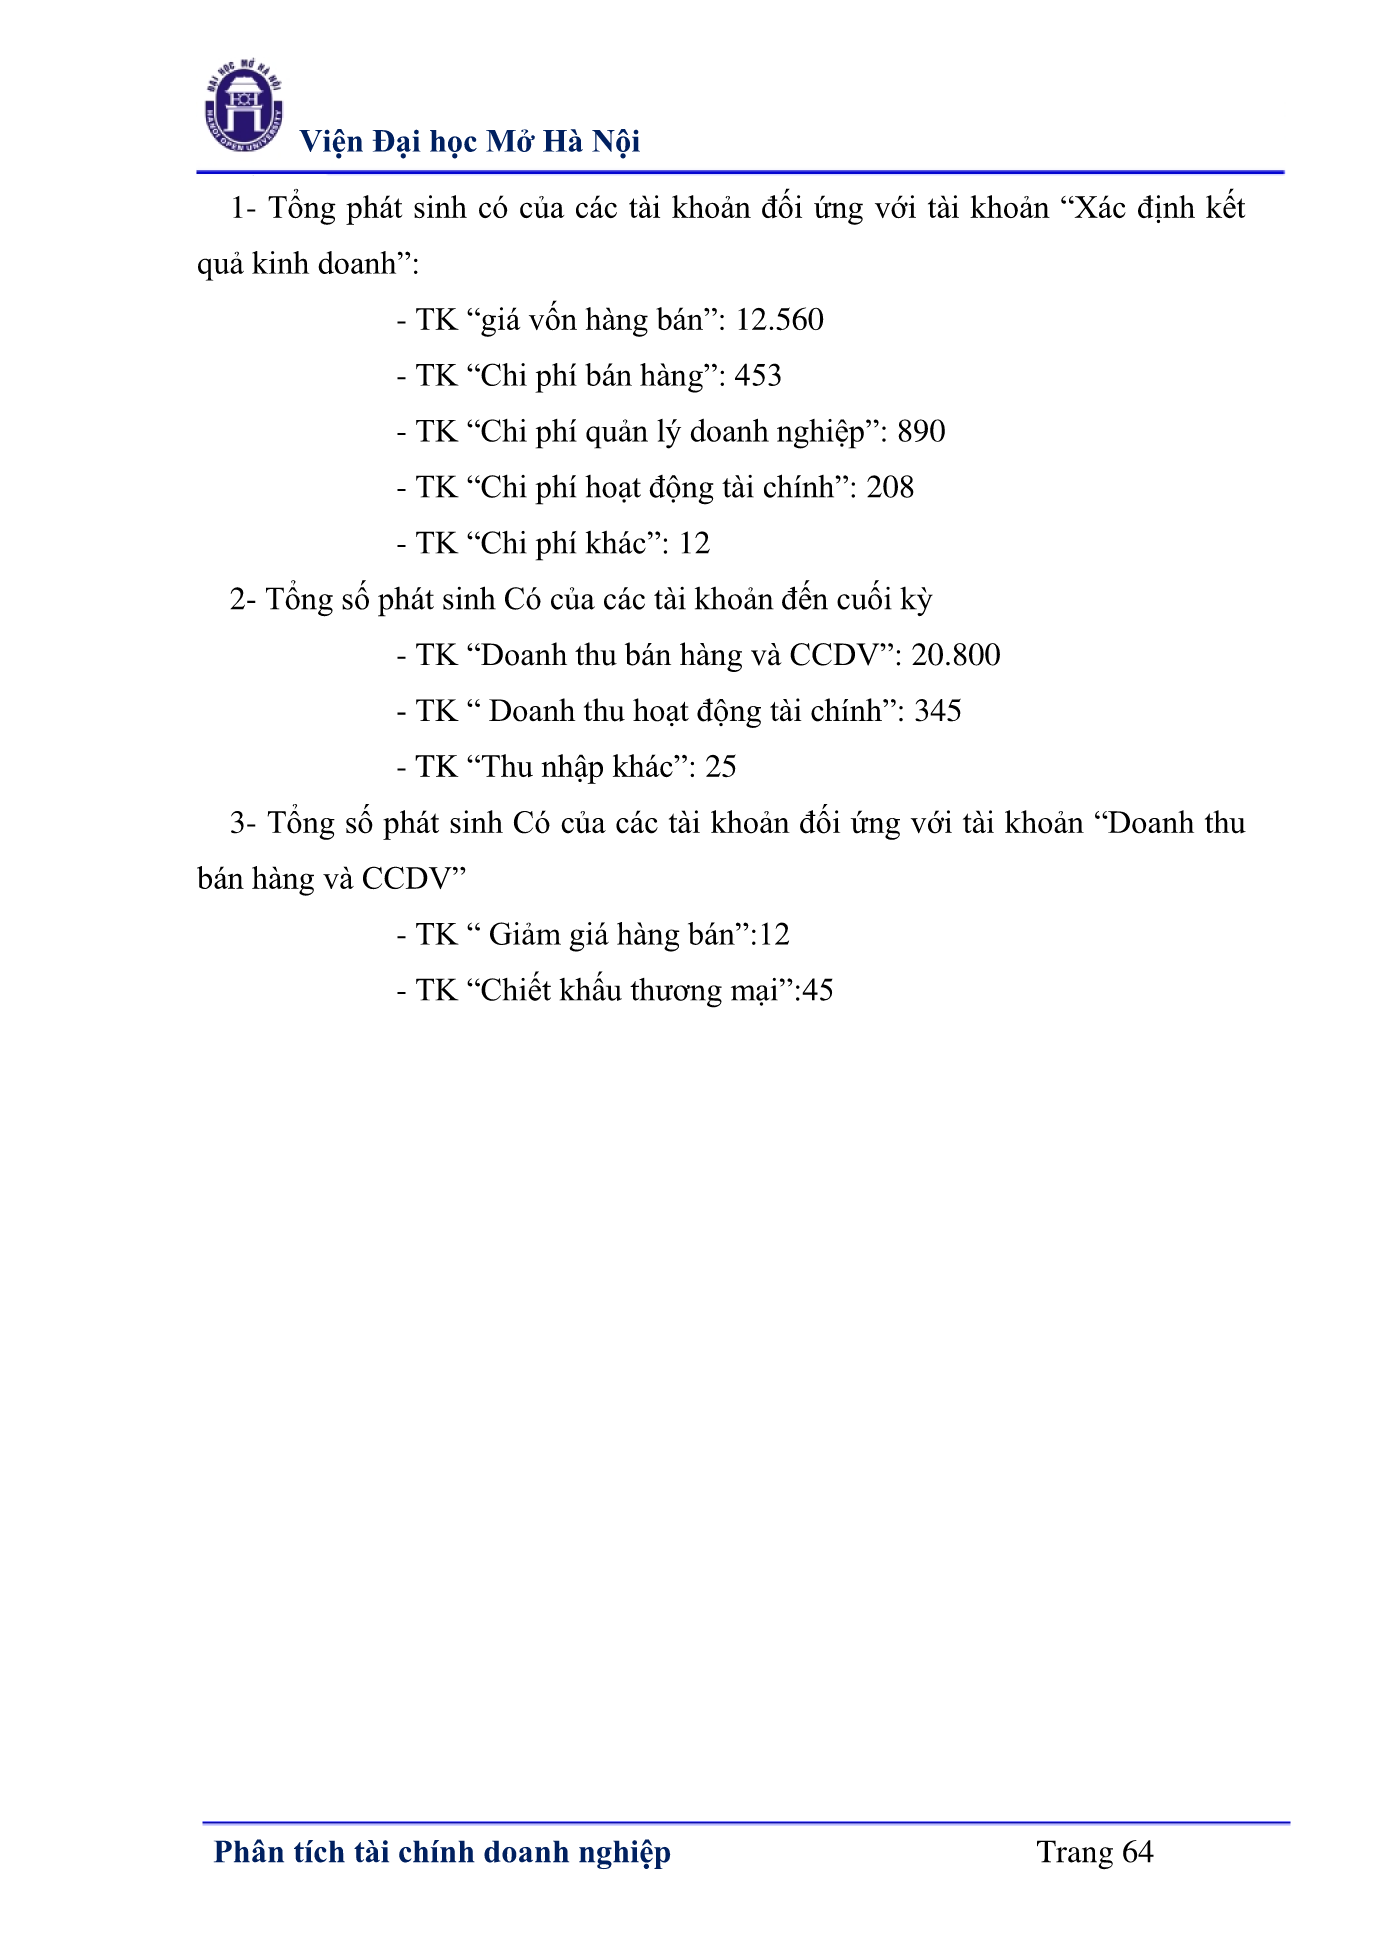 ĐẠI HỌC MỞ HÀ NỘI
HANOI OPEN UNIVERSITY
Viện Đại học Mở Hà Nội
1- Tổng phát sinh có của các tài khoản đối ứng với tài khoản “Xác định kết
quả kinh doanh”:
- TK “giá vốn hàng bán”: 12.560
- TK “Chi phí bán hàng”: 453
- TK “Chi phí quản lý doanh nghiệp”: 890
- TK “Chi phí hoạt động tài chính”: 208
- TK “Chi phí khác”: 12
2- Tổng số phát sinh Có của các tài khoản đến cuối kỳ
- TK “Doanh thu bán hàng và CCDV”: 20.800
- TK “ Doanh thu hoạt động tài chính”: 345
- TK “Thu nhập khác”: 25
3- Tổng số phát sinh Có của các tài khoản đối ứng với tài khoản “Doanh thu
bán hàng và CCDV”
- TK “ Giảm giá hàng bán”:12
- TK “Chiết khấu thương mại”:45
Phân tích tài chính doanh nghiệp Trang 64